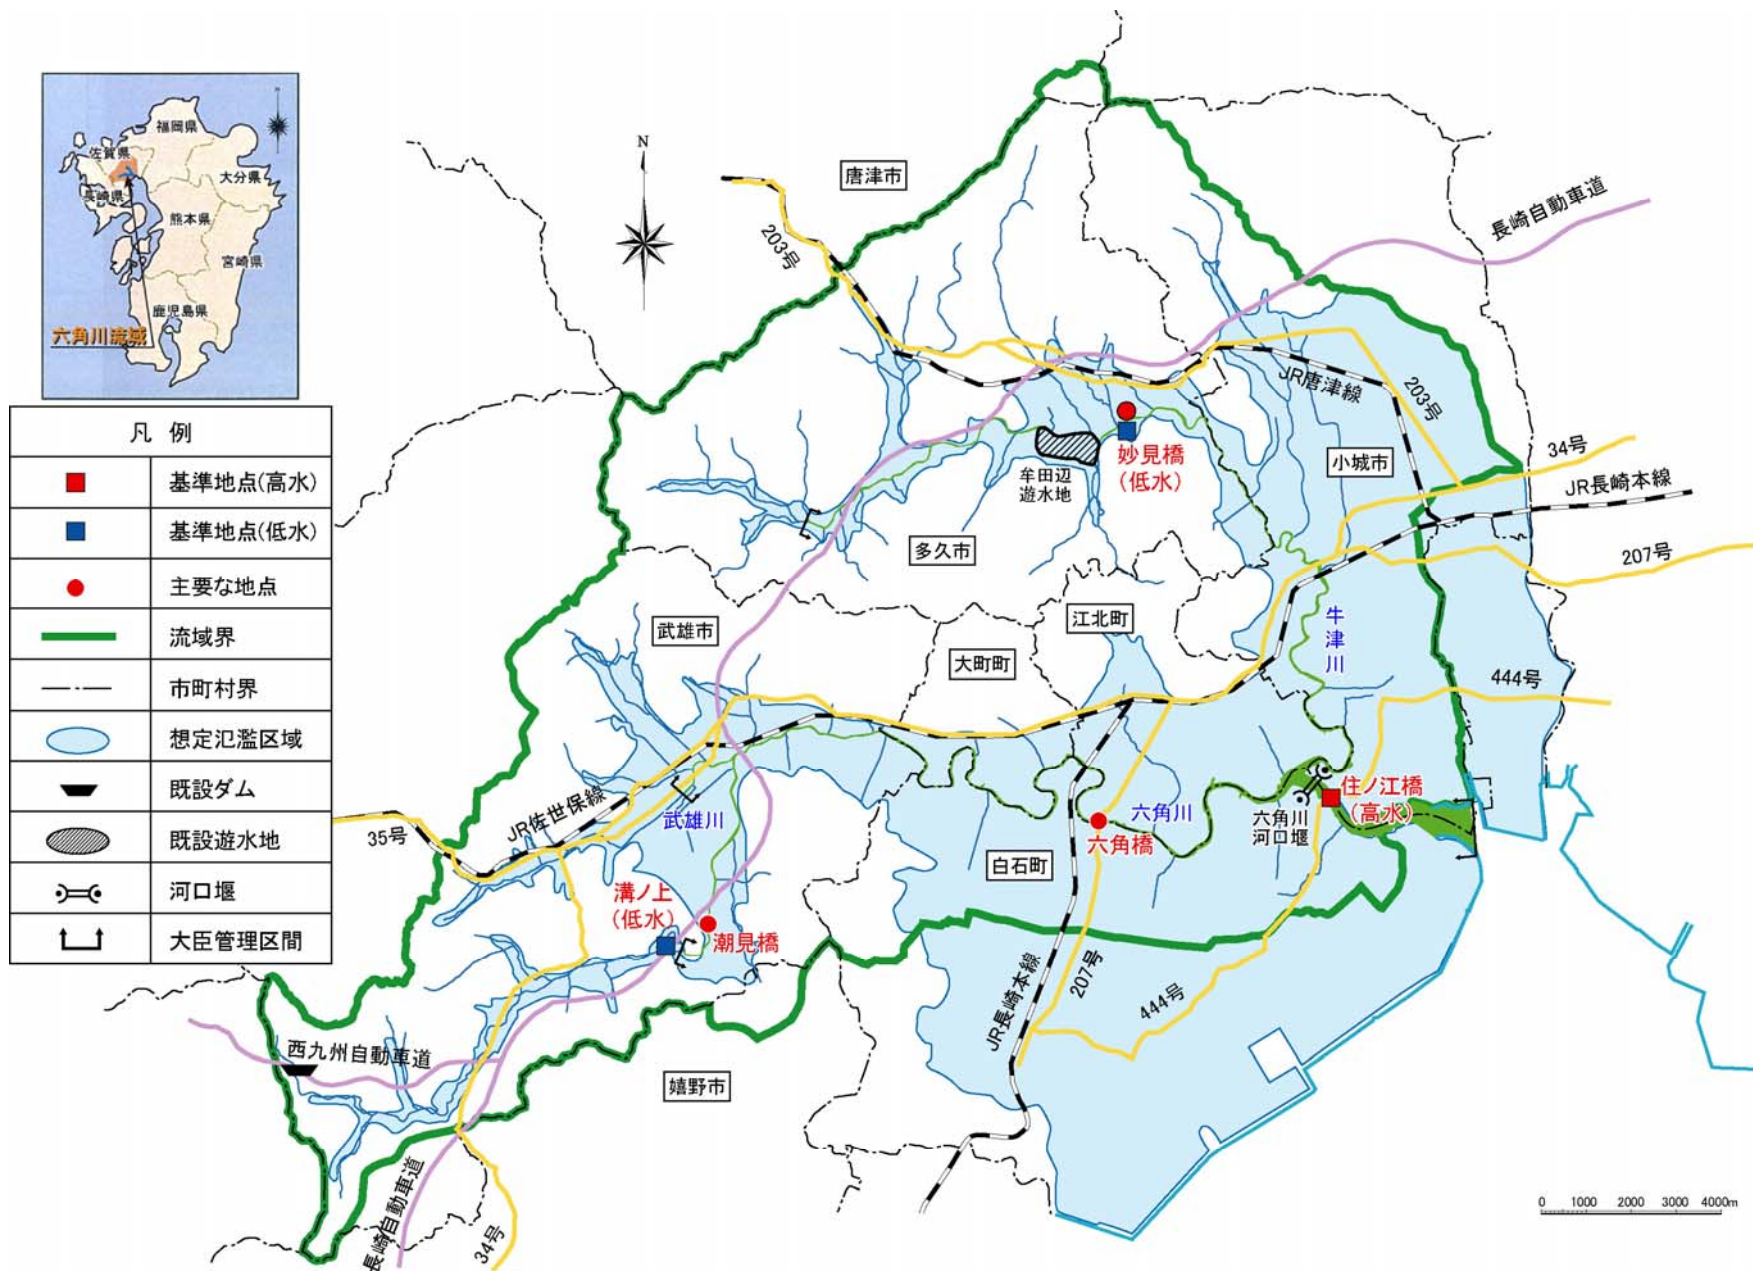 福岡県
佐賀県
大分県
長崎県
熊本県
宮崎県
鹿児島県
六角川流域
凡 例
基準地点(高水)
基準地点(低水)
主要な地点
流域界
市町村界
想定氾濫区域
既設ダム
既設遊水地
河口堰
大臣管理区間
N
唐津市
203号
長崎自動車道
JR唐津線
203号
34号
JR長崎本線
小城市
妙見橋
(低水)
牟田辺
遊水地
多久市
207号
江北町
武雄市
大町町
牛
津
川
444号
JR佐世保線
35号
武雄川
六角川
六角橋
六角川
河口堰
住ノ江橋
(高水)
白石町
溝ノ上
(低水)
潮見橋
JR長崎本線
207号
444号
西九州自動車道
嬉野市
長崎自動車道
34号
0 1000 2000 3000 4000m